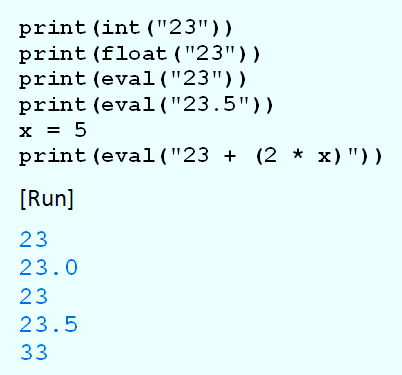 print(int("23"))
print(float("23"))
print(eval("23"))
print(eval("23.5"))
x = 5
print(eval("23 + (2 * x)"))
[Run]
23
23.0
23
23.5
33